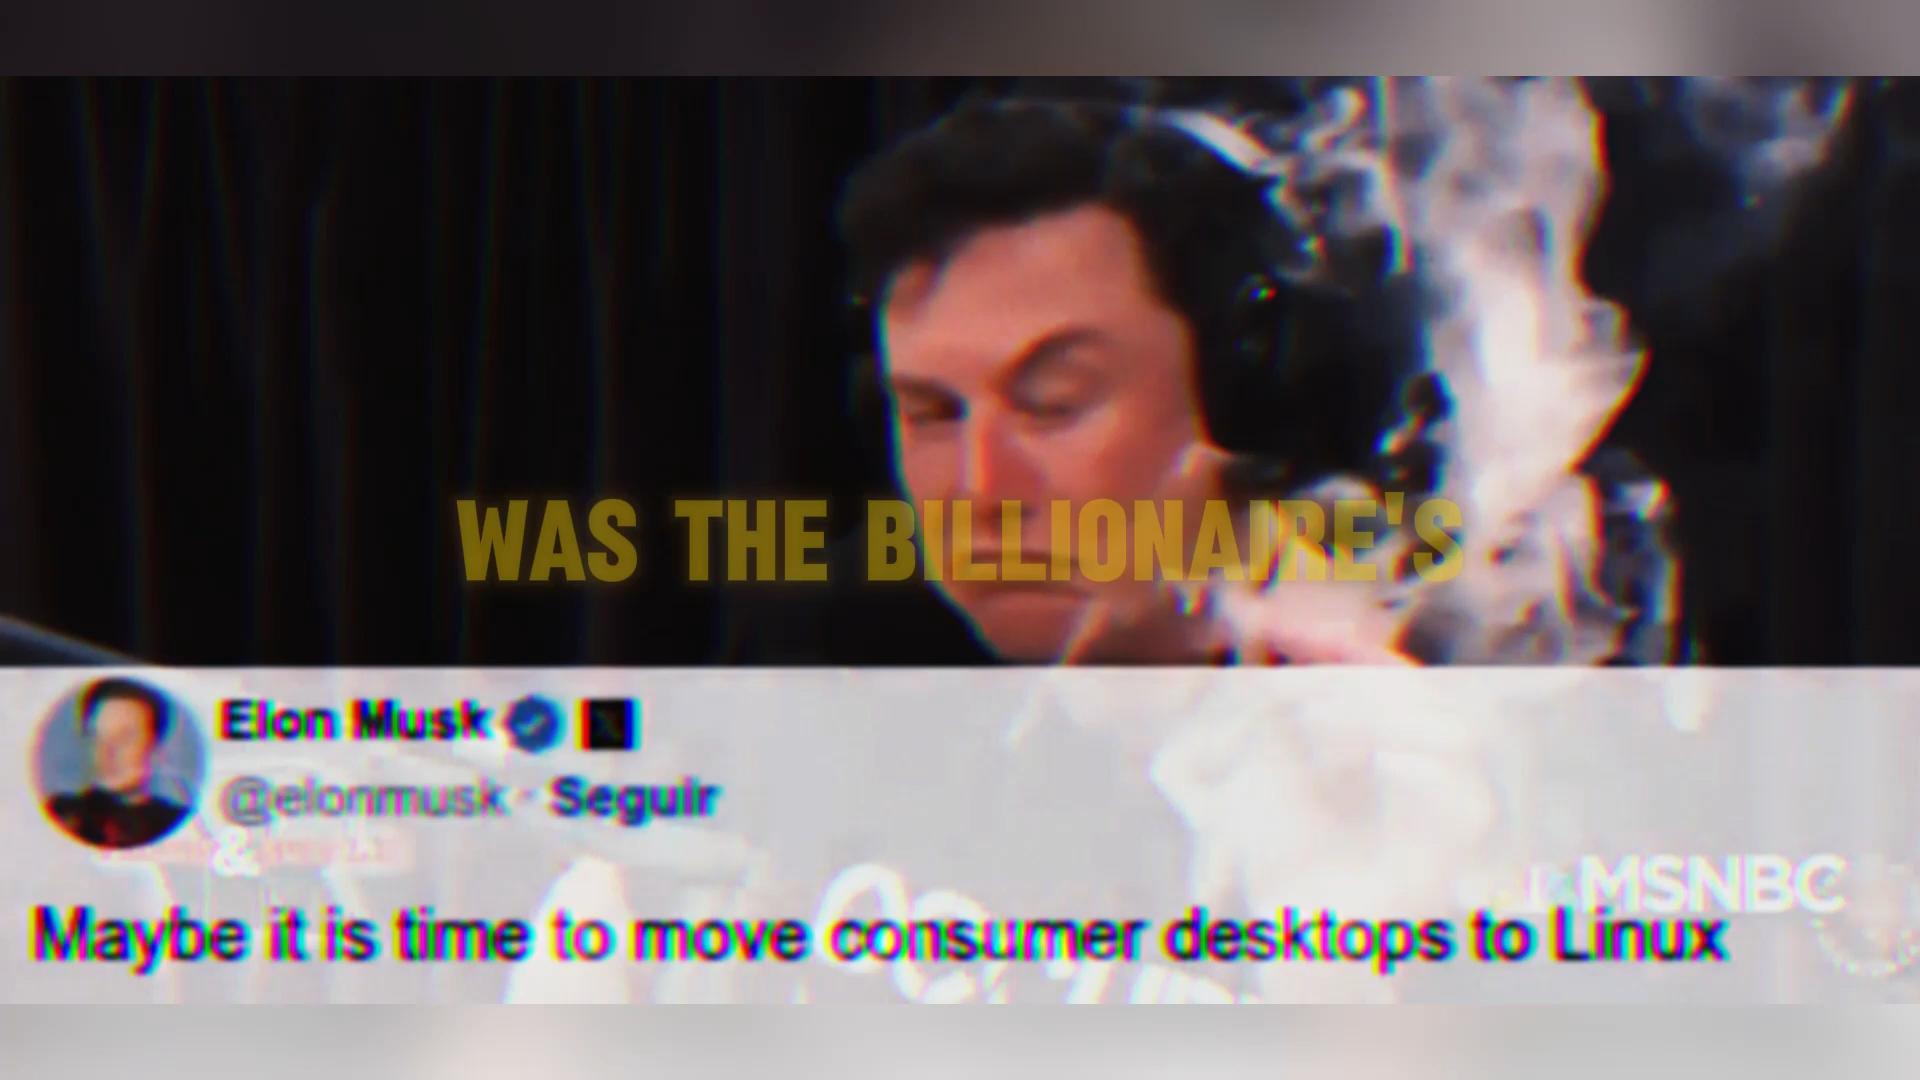 WAS THE BILLIONAIRE'S
Elon Musk
@elonmusk · Seguir
&
MSNBC
Maybe it is time to move consumer desktops to Linux